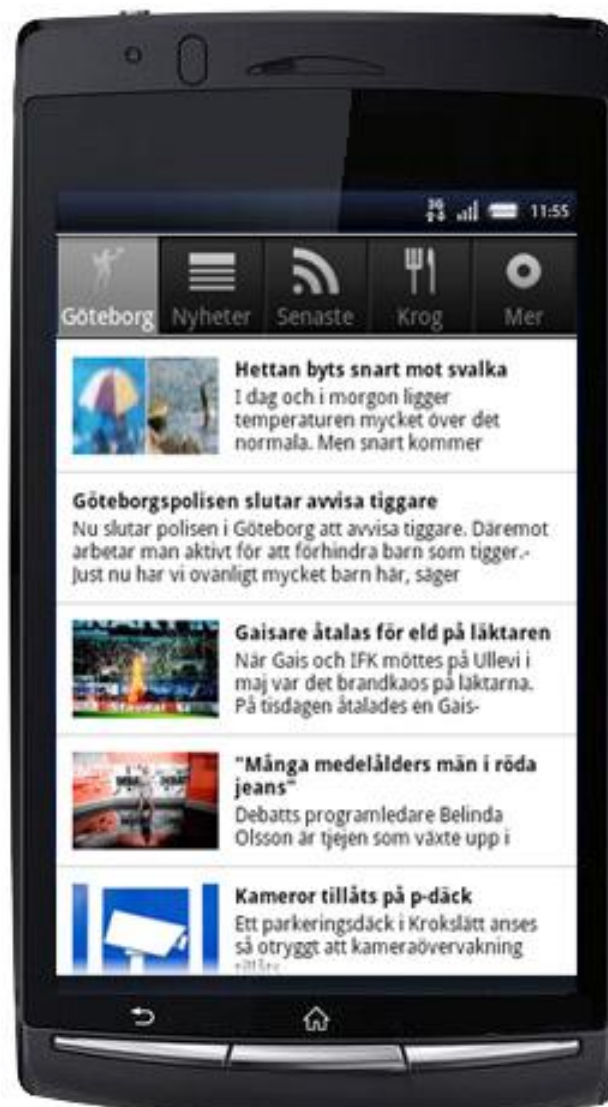 3G 11:55
Göteborg Nyheter Senaste Krog Mer
Hettan byts snart mot svalka
I dag och i morgon ligger
temperaturen mycket över det
normala. Men snart kommer
Göteborgspolisen slutar avvisa tiggare
Nu slutar polisen i Göteborg att avvisa tiggare. Däremot
arbetar man aktivt för att förhindra barn som tigger.-
Just nu har vi ovanligt mycket barn här, säger
Gaisare åtalas för eld på läktaren
När Gais och IFK möttes på Ullevi i
maj var det brandkaos på läktarna.
På tisdagen åtalades en Gais-
"Många medelålders män i röda
jeans"
Debatts programledare Belinda
Olsson är tjejen som växte upp i
Kameror tillåts på p-däck
Ett parkeringsdäck i Krokslätt anses
så otryggt att kameraövervakning
tillåts